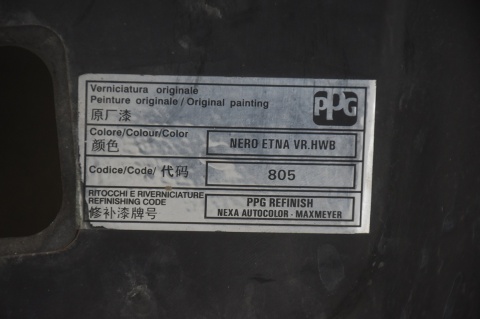 Verniciatura originale
Peinture originale / Original painting
原厂漆
PPG
Colore/Colour/Color
颜色
NERO ETNA VR.HWB
Codice/Code/代码
805
RITOCCHI E RIVERNICIATURE
REFINISHING CODE
修补漆牌号
PPG REFINISH
NEXA AUTOCOLOR - MAXMEYER